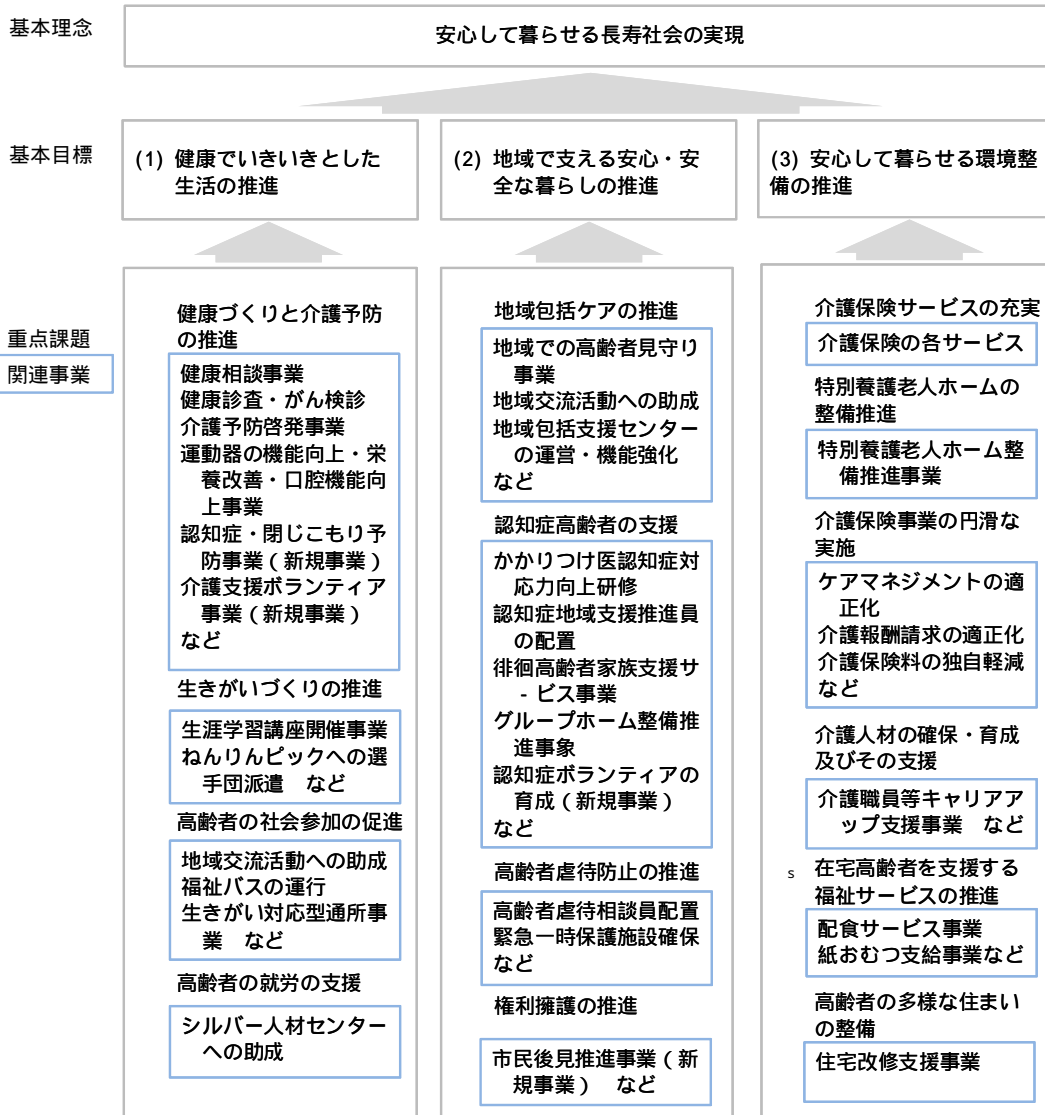 基本理念
安心して暮らせる長寿社会の実現
基本目標
(1) 健康でいきいきとした
生活の推進
(2) 地域で支える安心・安
全な暮らしの推進
(3) 安心して暮らせる環境整
備の推進
重点課題
関連事業
健康づくりと介護予防
の推進
健康相談事業
健康診査・がん検診
介護予防啓発事業
運動器の機能向上・栄
養改善・口腔機能向
上事業
認知症・閉じこもり予
防事業(新規事業)
介護支援ボランティア
事業(新規事業)
など
生きがいづくりの推進
生涯学習講座開催事業
ねんりんピックへの選
手団派遣 など
高齢者の社会参加の促進
地域交流活動への助成
福祉バスの運行
生きがい対応型通所事
業 など
高齢者の就労の支援
シルバー人材センター
への助成
地域包括ケアの推進
地域での高齢者見守り
事業
地域交流活動への助成
地域包括支援センター
の運営・機能強化
など
認知症高齢者の支援
かかりつけ医認知症対
応力向上研修
認知症地域支援推進員
の配置
徘徊高齢者家族支援サ
-ビス事業
グループホーム整備推
進事象
認知症ボランティアの
育成(新規事業)
など
高齢者虐待防止の推進
高齢者虐待相談員配置
緊急一時保護施設確保
など
権利擁護の推進
市民後見推進事業(新
規事業) など
介護保険サービスの充実
介護保険の各サービス
特別養護老人ホームの
整備推進
特別養護老人ホーム整
備推進事業
介護保険事業の円滑な
実施
ケアマネジメントの適
正化
介護報酬請求の適正化
介護保険料の独自軽減
など
介護人材の確保・育成
及びその支援
介護職員等キャリアア
ップ支援事業 など
s 在宅高齢者を支援する
福祉サービスの推進
配食サービス事業
紙おむつ支給事業など
高齢者の多様な住まい
の整備
住宅改修支援事業